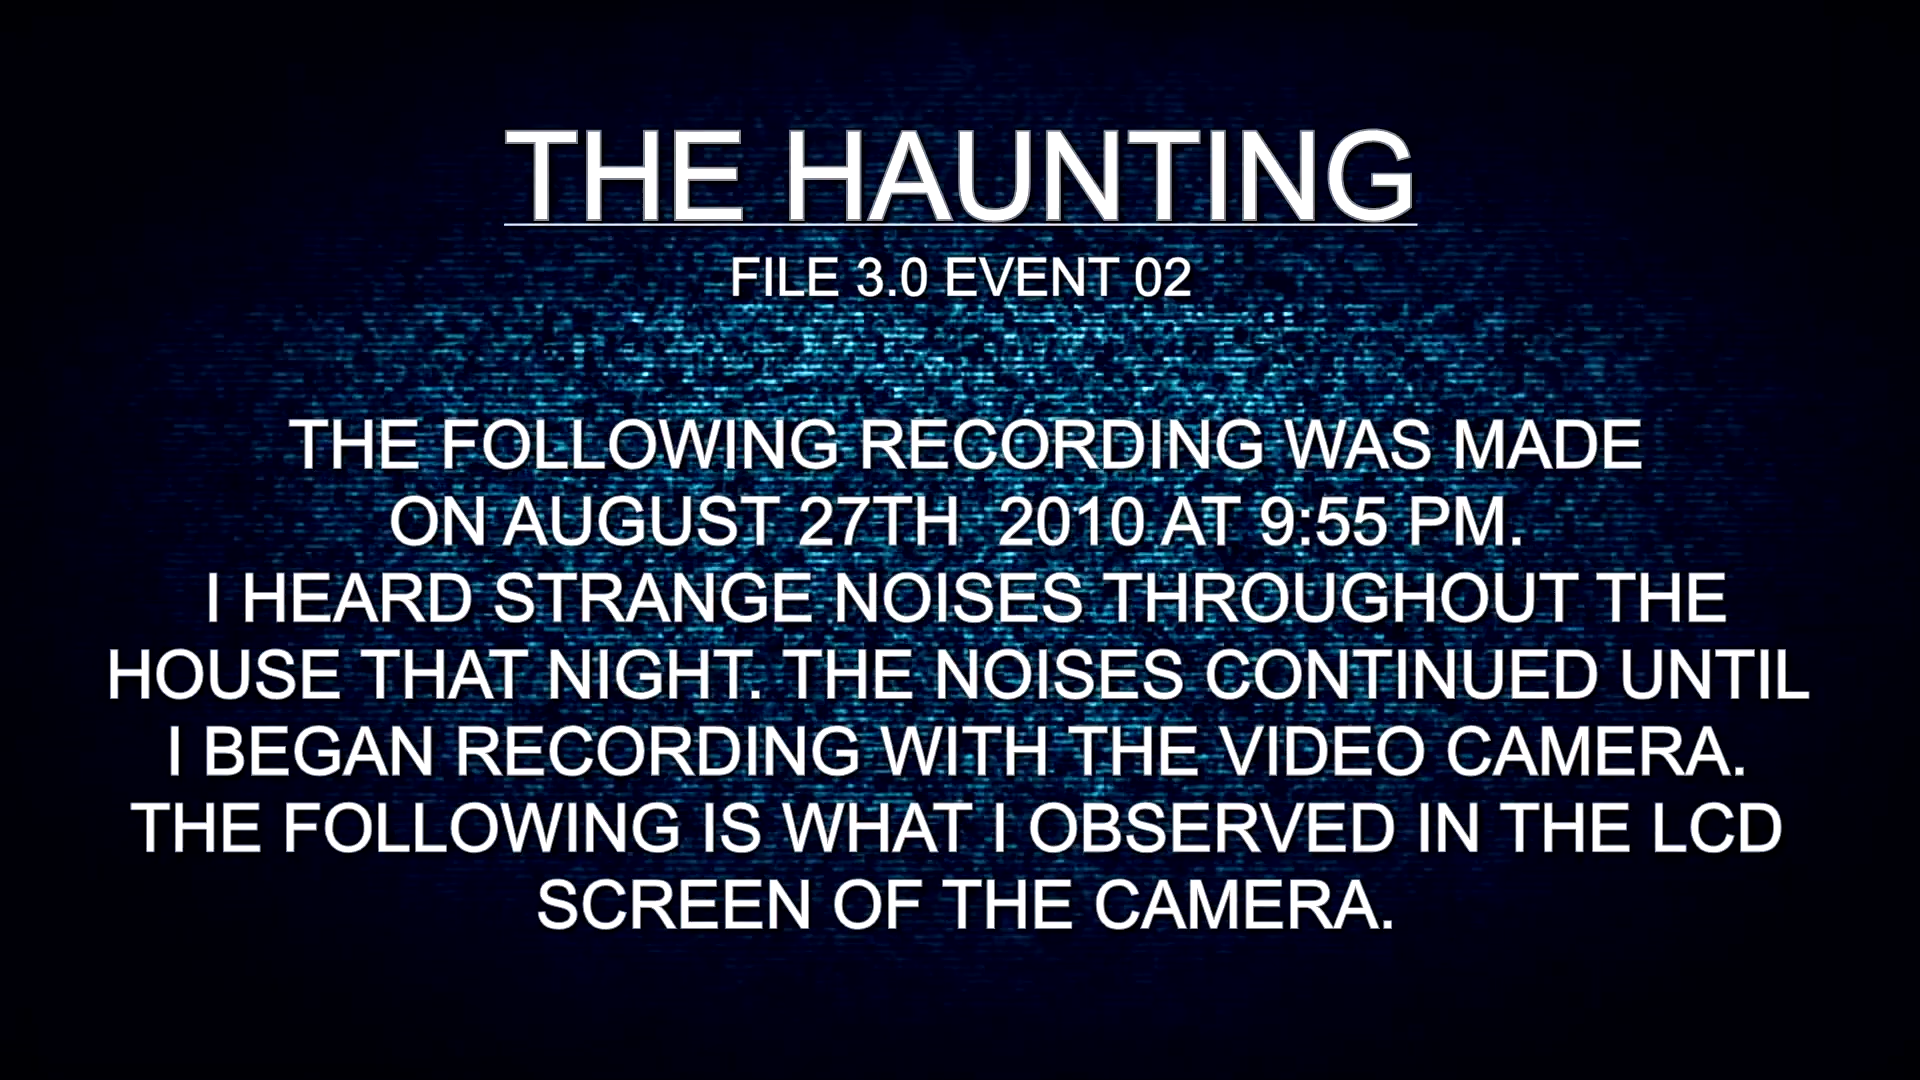 THE HAUNTING
FILE 3.0 EVENT 02
THE FOLLOWING RECORDING WAS MADE
ON AUGUST 27TH  2010 AT 9:55 PM.
I HEARD STRANGE NOISES THROUGHOUT THE
HOUSE THAT NIGHT. THE NOISES CONTINUED UNTIL
I BEGAN RECORDING WITH THE VIDEO CAMERA.
THE FOLLOWING IS WHAT I OBSERVED IN THE LCD
SCREEN OF THE CAMERA.